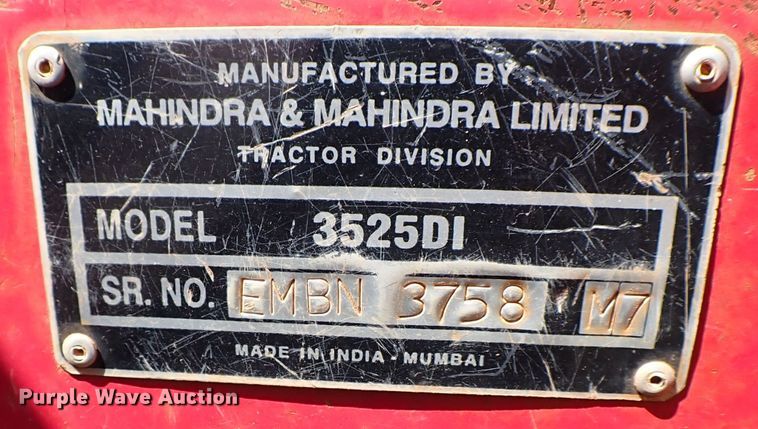 MANUFACTURED BY
MAHINDRA & MAHINDRA LIMITED
TRACTOR DIVISION
MODEL 3525DI
SR. NO. EMBN 3758 M7
MADE IN INDIA - MUMBAI
Purple Wave Auction